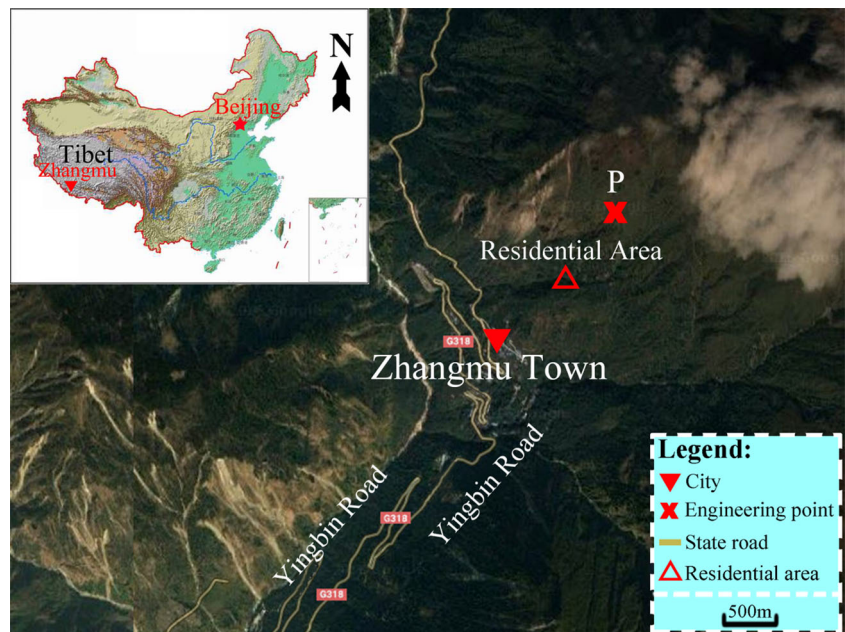 N
Beijing
Tibet
Zhangmu
P
Residential Area
G318
Zhangmu Town
Yingbin Road
Yingbin Road
G318
G318
Legend:
City
Engineering point
State road
Residential area
500m